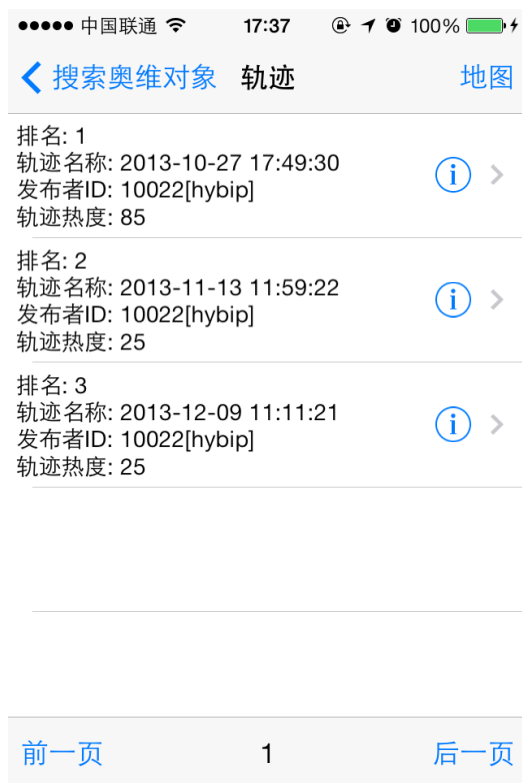 中国联通 17:37 100%
搜索奥维对象 轨迹 地图
排名: 1
轨迹名称: 2013-10-27 17:49:30
发布者ID: 10022[hybip]
轨迹热度: 85
排名: 2
轨迹名称: 2013-11-13 11:59:22
发布者ID: 10022[hybip]
轨迹热度: 25
排名: 3
轨迹名称: 2013-12-09 11:11:21
发布者ID: 10022[hybip]
轨迹热度: 25
前一页 1 后一页